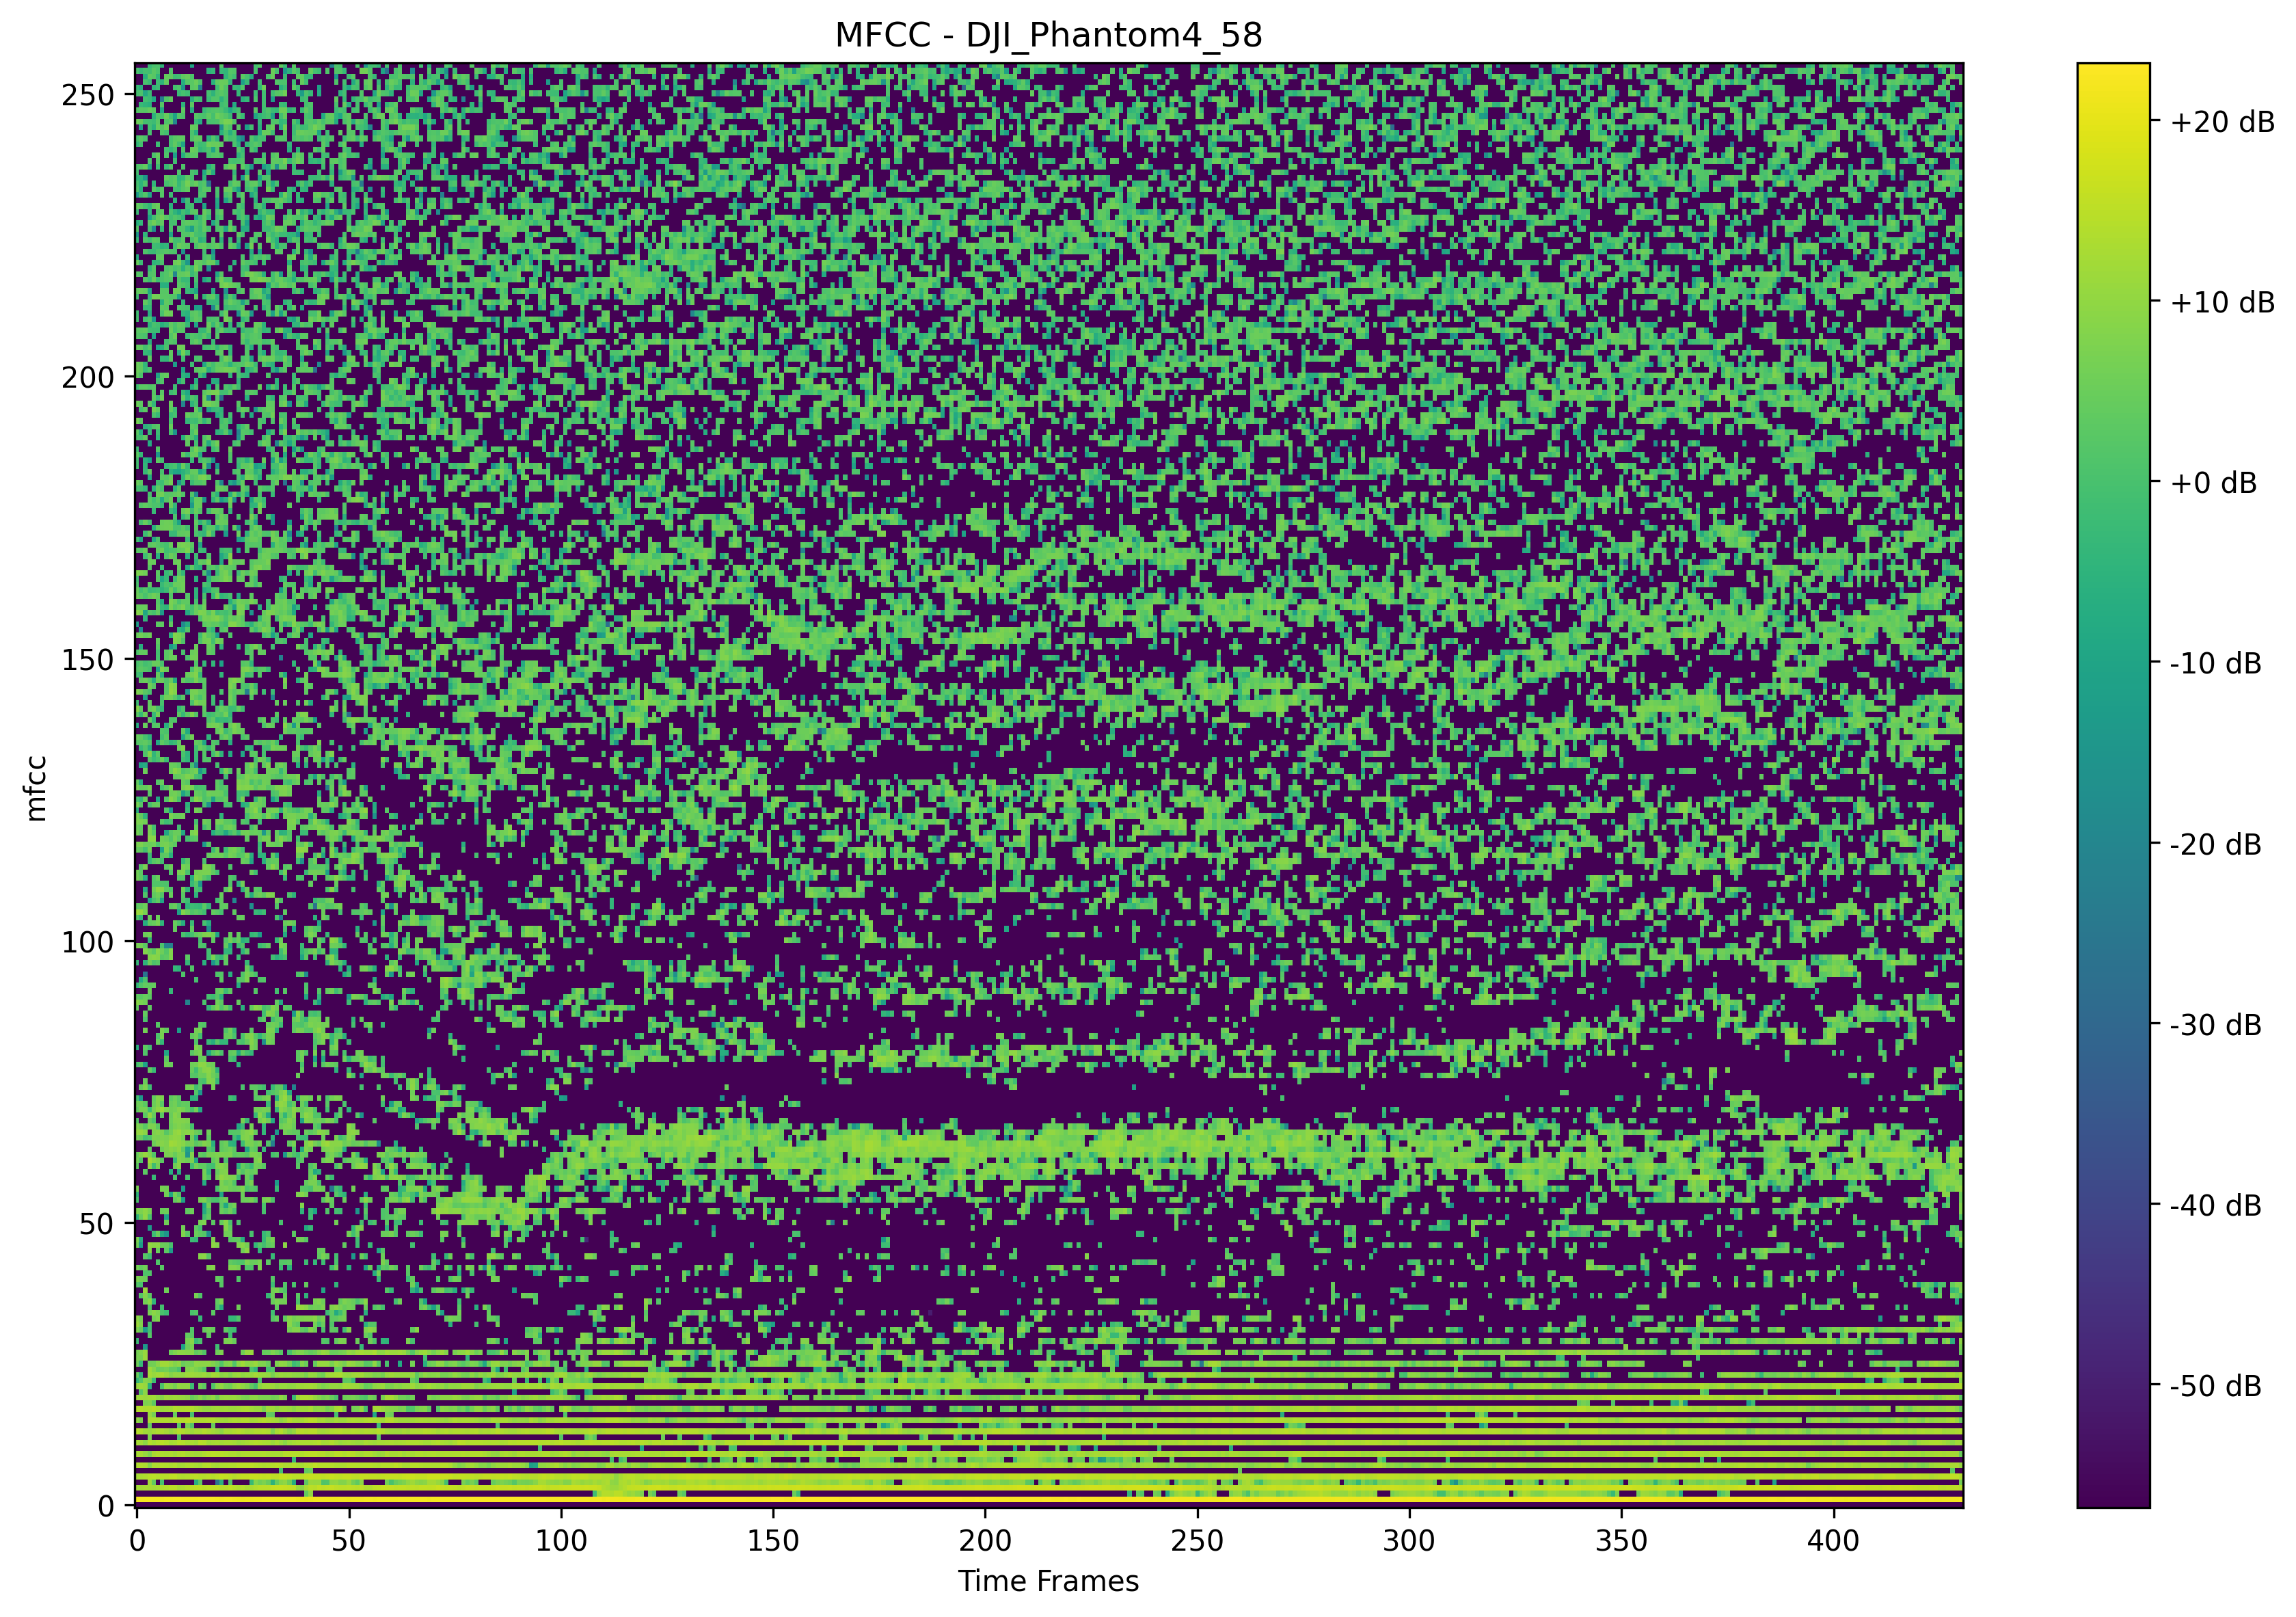 MFCC - DJI_Phantom4_58
250
200
150
100
50
0
mfcc
0 50 100 150 200 250 300 350 400
Time Frames
+20 dB
+10 dB
+0 dB
-10 dB
-20 dB
-30 dB
-40 dB
-50 dB